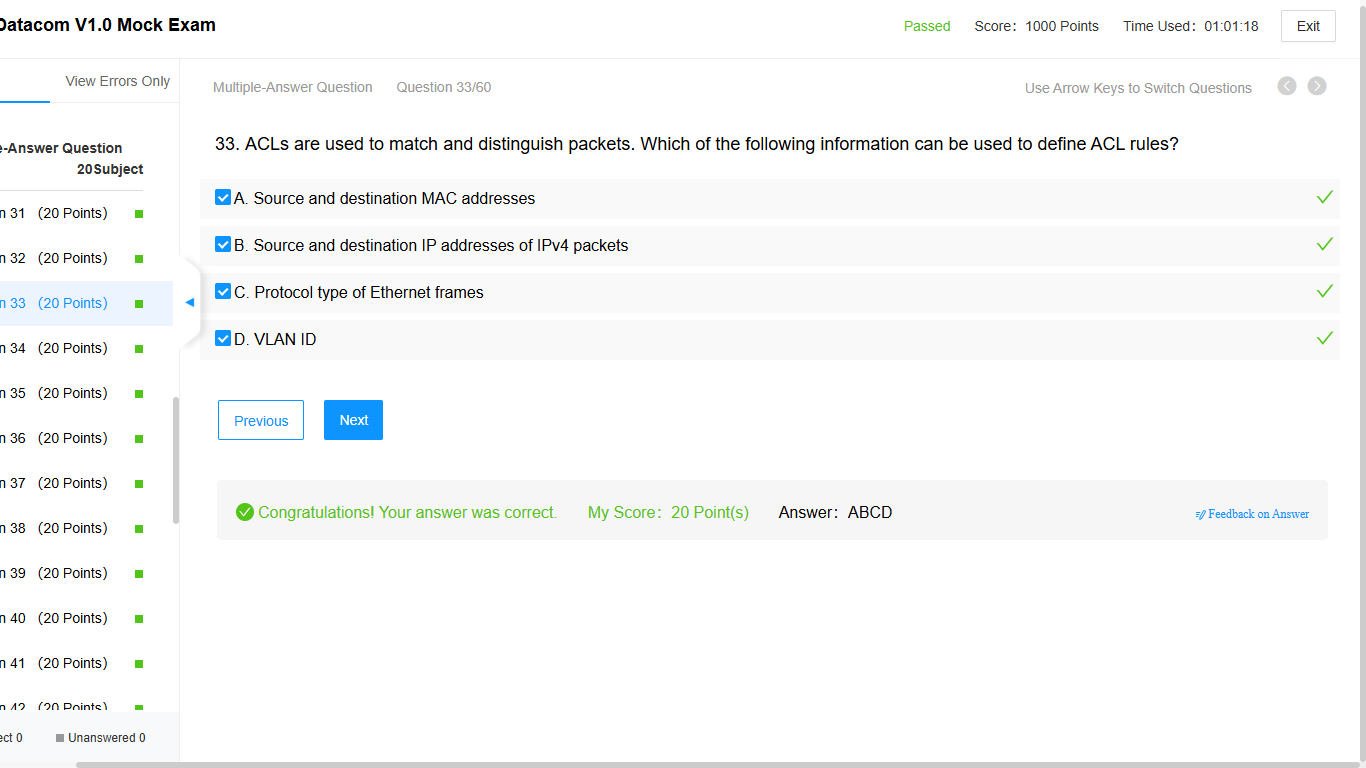 Datacom V1.0 Mock Exam
Passed Score: 1000 Points Time Used: 01:01:18 Exit
View Errors Only
Multiple-Answer Question Question 33/60
Use Arrow Keys to Switch Questions
e-Answer Question
20Subject
n 31 (20 Points)
n 32 (20 Points)
n 33 (20 Points)
n 34 (20 Points)
n 35 (20 Points)
n 36 (20 Points)
n 37 (20 Points)
n 38 (20 Points)
n 39 (20 Points)
n 40 (20 Points)
n 41 (20 Points)
n 42 (20 Points)
ect 0 Unanswered 0
33. ACLs are used to match and distinguish packets. Which of the following information can be used to define ACL rules?
A. Source and destination MAC addresses
B. Source and destination IP addresses of IPv4 packets
C. Protocol type of Ethernet frames
D. VLAN ID
Previous Next
Congratulations! Your answer was correct. My Score: 20 Point(s) Answer: ABCD
Feedback on Answer